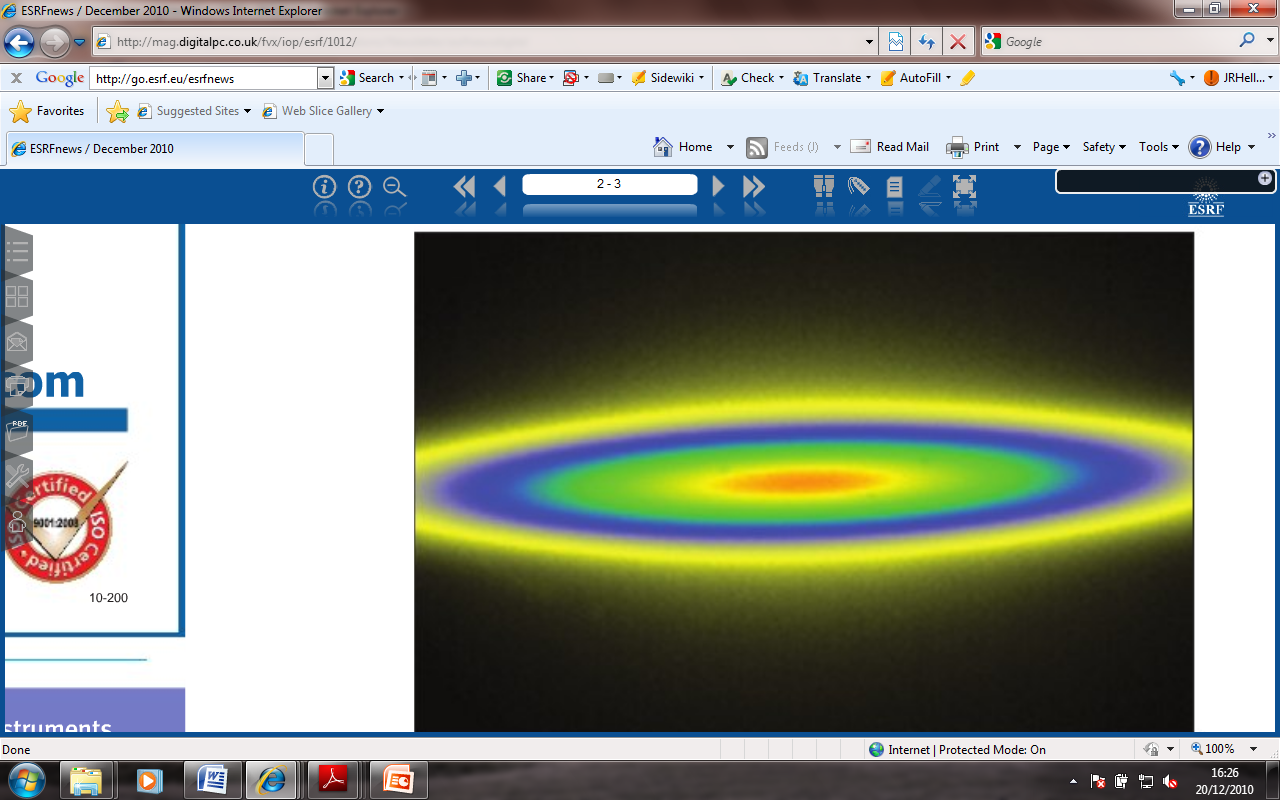 ESRFnews / December 2010 - Windows Internet Explorer
http://mag.digitalpc.co.uk/fvx/iop/esrf/1012/
Google
X Google http://go.esrf.eu/esrfnews Search Share Sidewiki Check Translate AutoFill JRHell...
Favorites Suggested Sites Web Slice Gallery
ESRFnews / December 2010
Home Feeds (J) Read Mail Print Page Safety Tools Help
2 - 3
ESRF
om
PDF
Certified
9001:2008
ISO Certified
10-200
struments
Done
Internet | Protected Mode: On
100%
16:26
20/12/2010